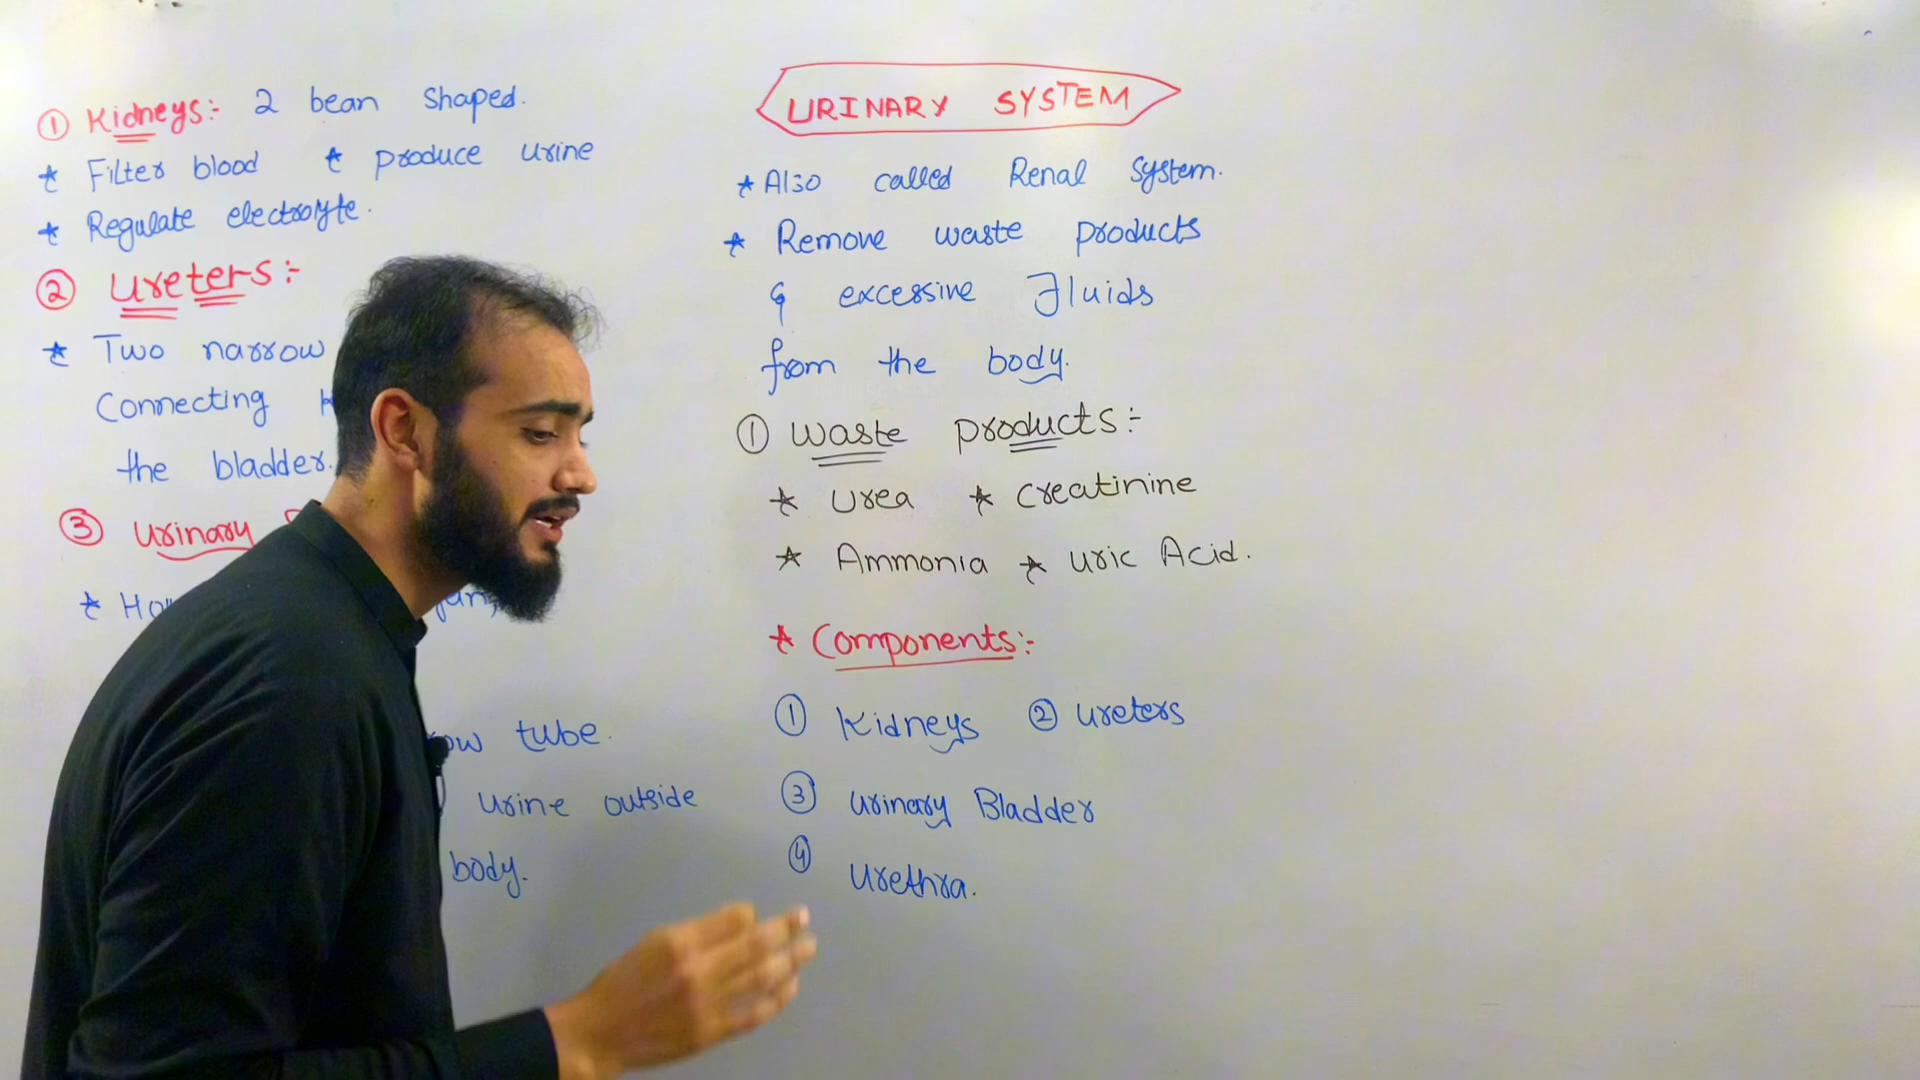 ① Kidneys:- 2 bean shaped.
* Filter blood * produce urine
* Regulate electrolyte.
② Ureters:-
* Two narrow
Connecting
the bladder.
③ Urinary
tube.
urine outside
body.
URINARY SYSTEM
* Also called Renal System.
* Remove waste products
& excessive Fluids
from the body.
① Waste products:-
* Urea * Creatinine
* Ammonia * Uric Acid.
* Components:-
① Kidneys ② Ureters
③ Urinary Bladder
④ Urethra.